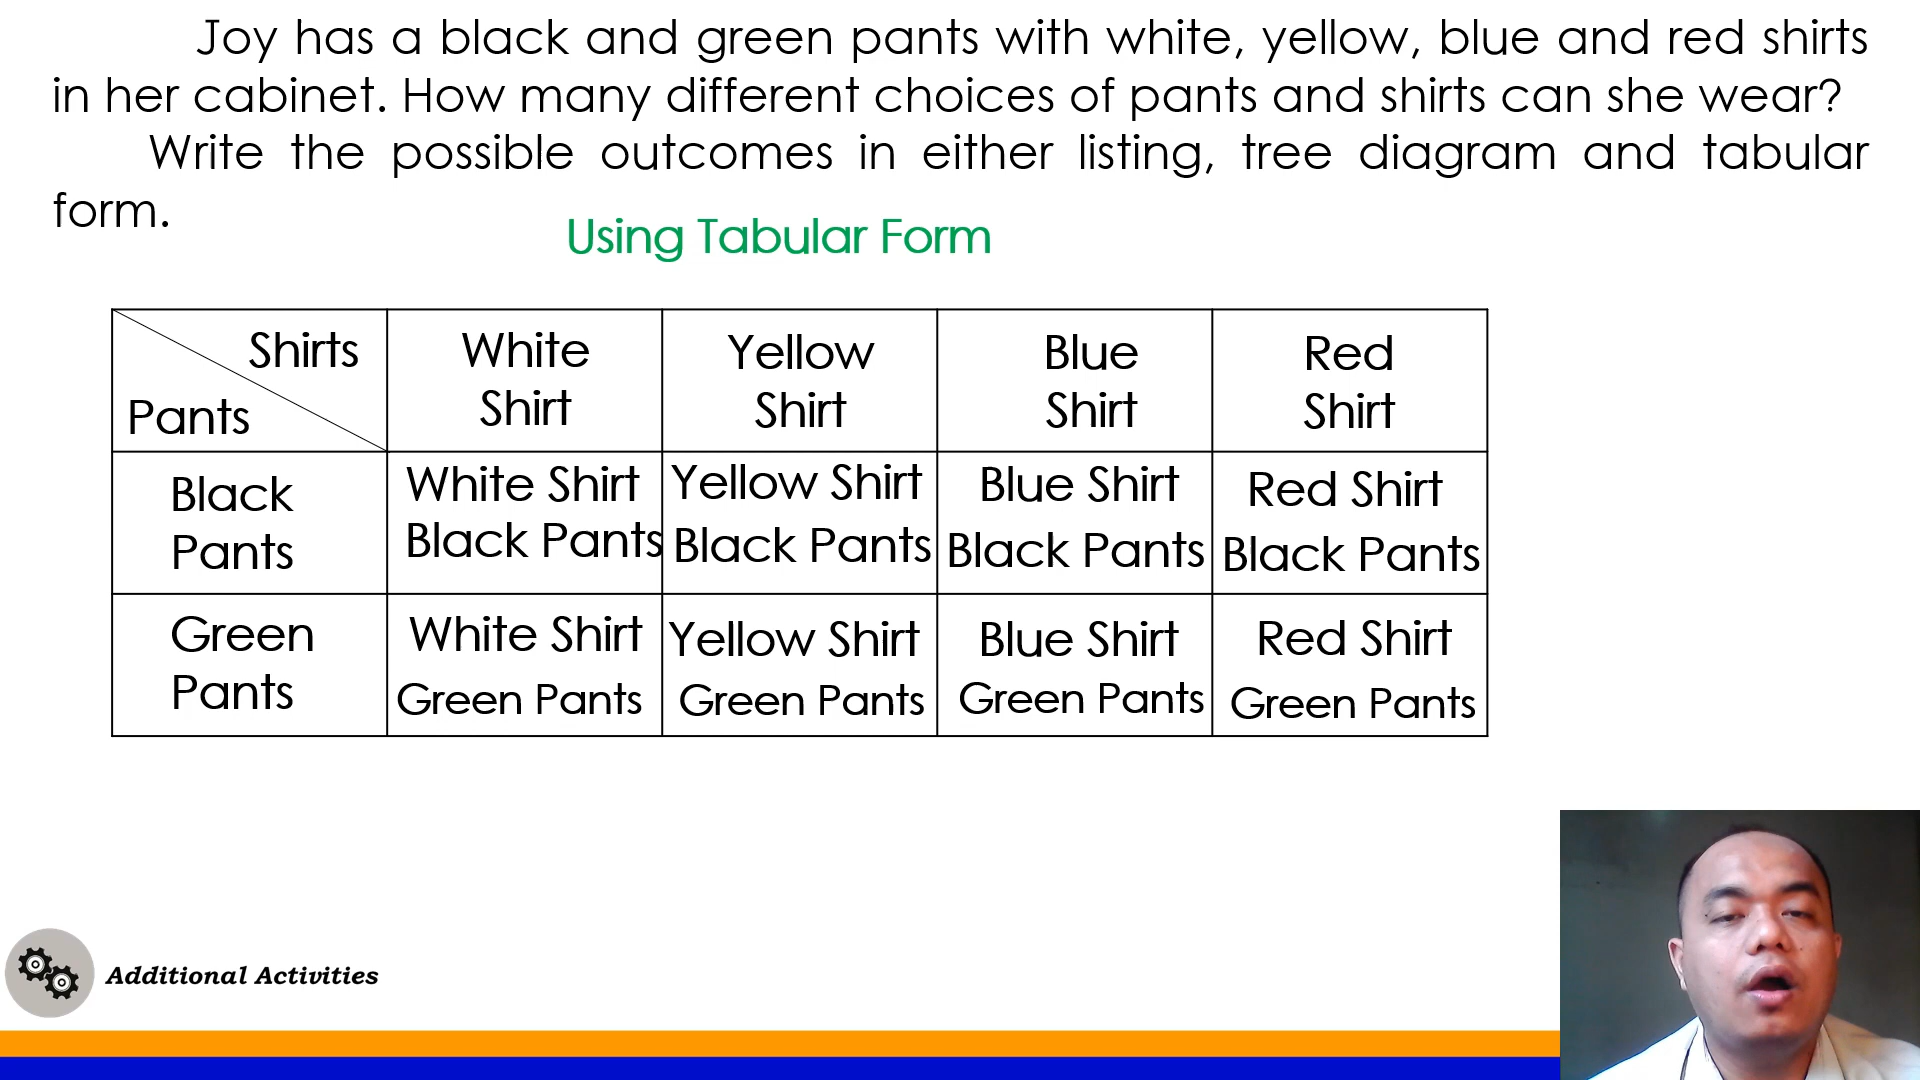 Joy has a black and green pants with white, yellow, blue and red shirts
in her cabinet. How many different choices of pants and shirts can she wear?
Write the possible outcomes in either listing, tree diagram and tabular
form.
Using Tabular Form
Shirts
Pants
White
Shirt
Yellow
Shirt
Blue
Shirt
Red
Shirt
Black
Pants
White Shirt
Black Pants
Yellow Shirt
Black Pants
Blue Shirt
Black Pants
Red Shirt
Black Pants
Green
Pants
White Shirt
Green Pants
Yellow Shirt
Green Pants
Blue Shirt
Green Pants
Red Shirt
Green Pants
Additional Activities